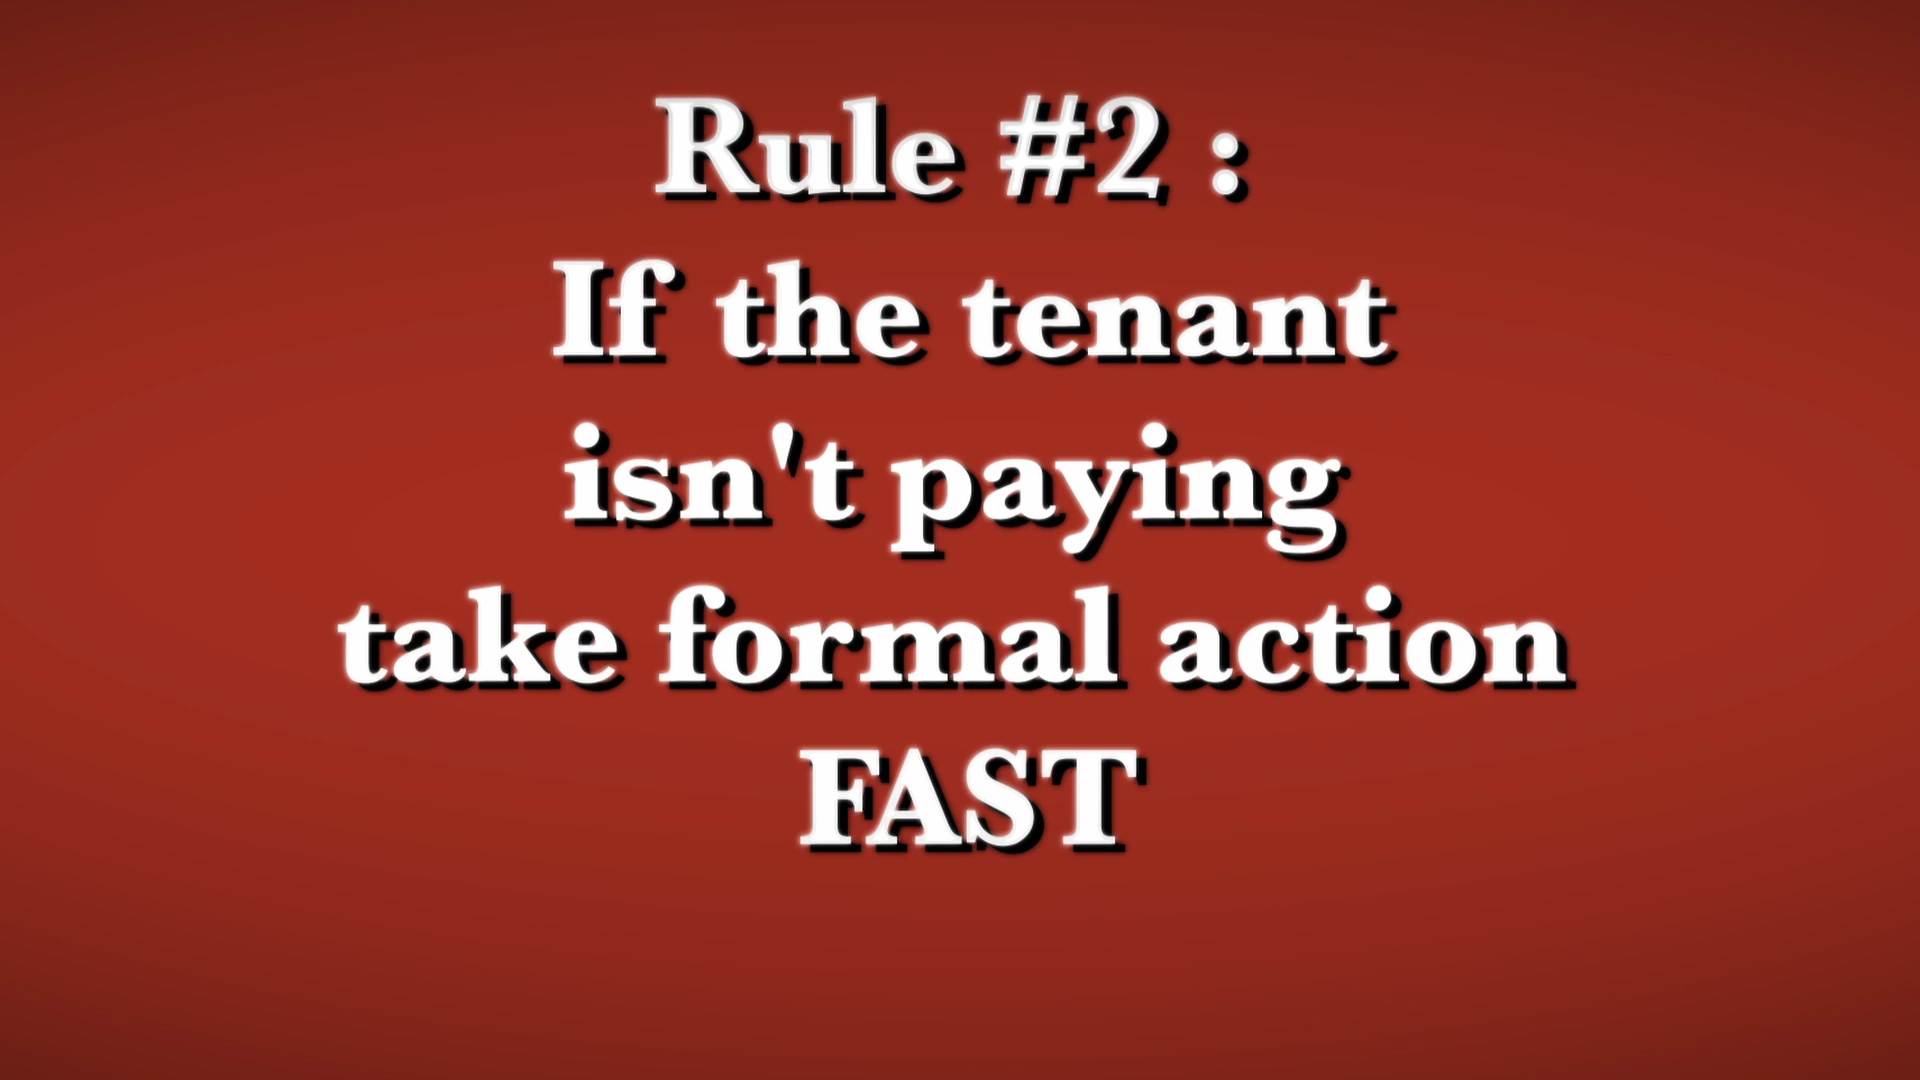 Rule #2 :
If the tenant
isn't paying
take formal action
FAST